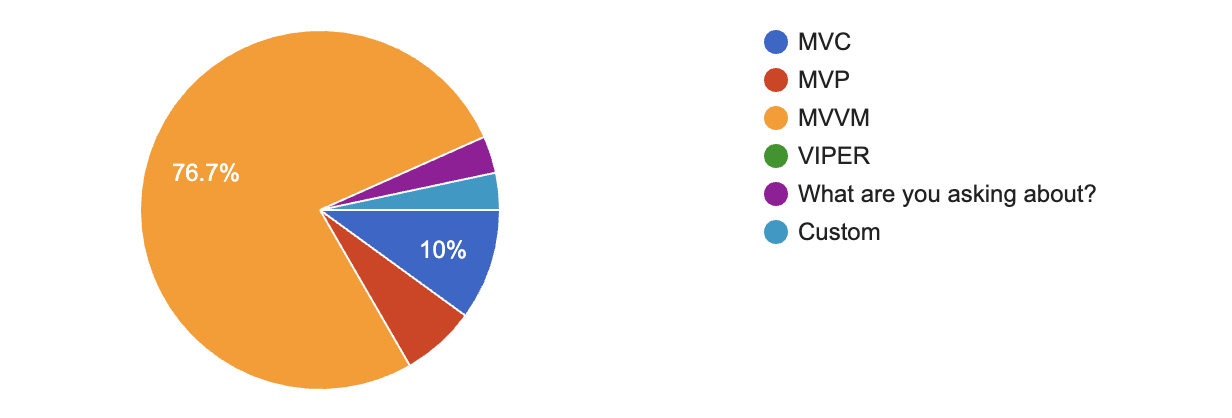 76.7%
10%
MVC
MVP
MVVM
VIPER
What are you asking about?
Custom